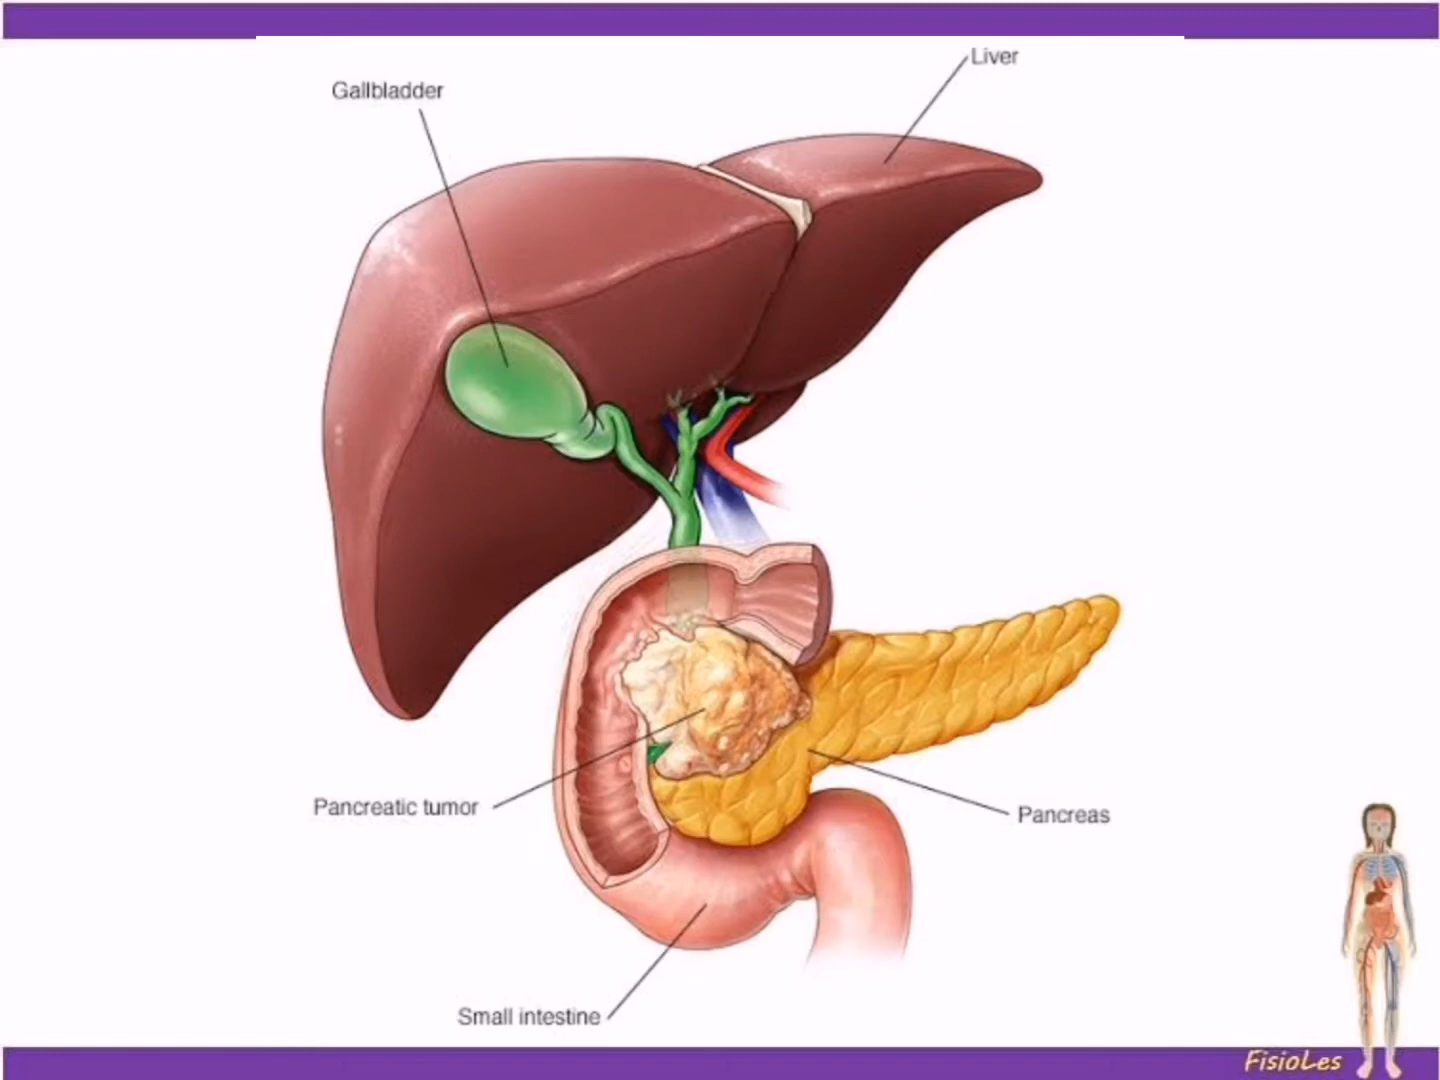 Liver
Gallbladder
Pancreatic tumor
Pancreas
Small intestine
FisioLes